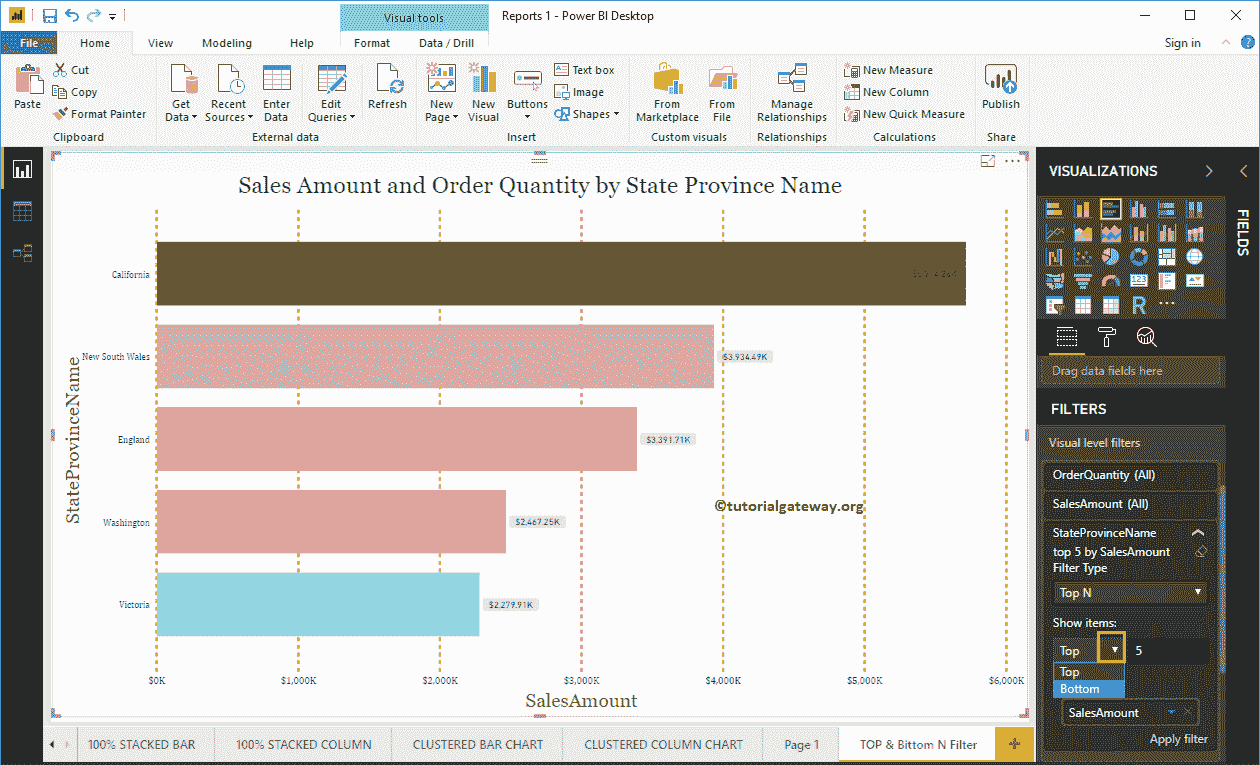 Visual tools
Reports 1 - Power BI Desktop
File
Home
View
Modeling
Help
Format
Data / Drill
Sign in
Paste
Cut
Copy
Format Painter
Clipboard
Get Data
Recent Sources
Enter Data
Edit Queries
External data
Refresh
New Page
New Visual
Buttons
Text box
Image
Shapes
Insert
From Marketplace
From File
Custom visuals
Manage Relationships
Relationships
New Measure
New Column
New Quick Measure
Calculations
Publish
Share
Sales Amount and Order Quantity by State Province Name
StateProvinceName
California
New South Wales
$3,934.49K
England
$3,391.71K
Washington
$2,467.25K
Victoria
$2,279.91K
©tutorialgateway.org
$0K
$1,000K
$2,000K
$3,000K
$4,000K
$5,000K
$6,000K
SalesAmount
VISUALIZATIONS
FIELDS
123
R
Drag data fields here
FILTERS
Visual level filters
OrderQuantity (All)
SalesAmount (All)
StateProvinceName
top 5 by SalesAmount
Filter Type
Top N
Show items:
Top
5
Top
Bottom
SalesAmount
Apply filter
100% STACKED BAR
100% STACKED COLUMN
CLUSTERED BAR CHART
CLUSTERED COLUMN CHART
Page 1
TOP & Bittom N Filter